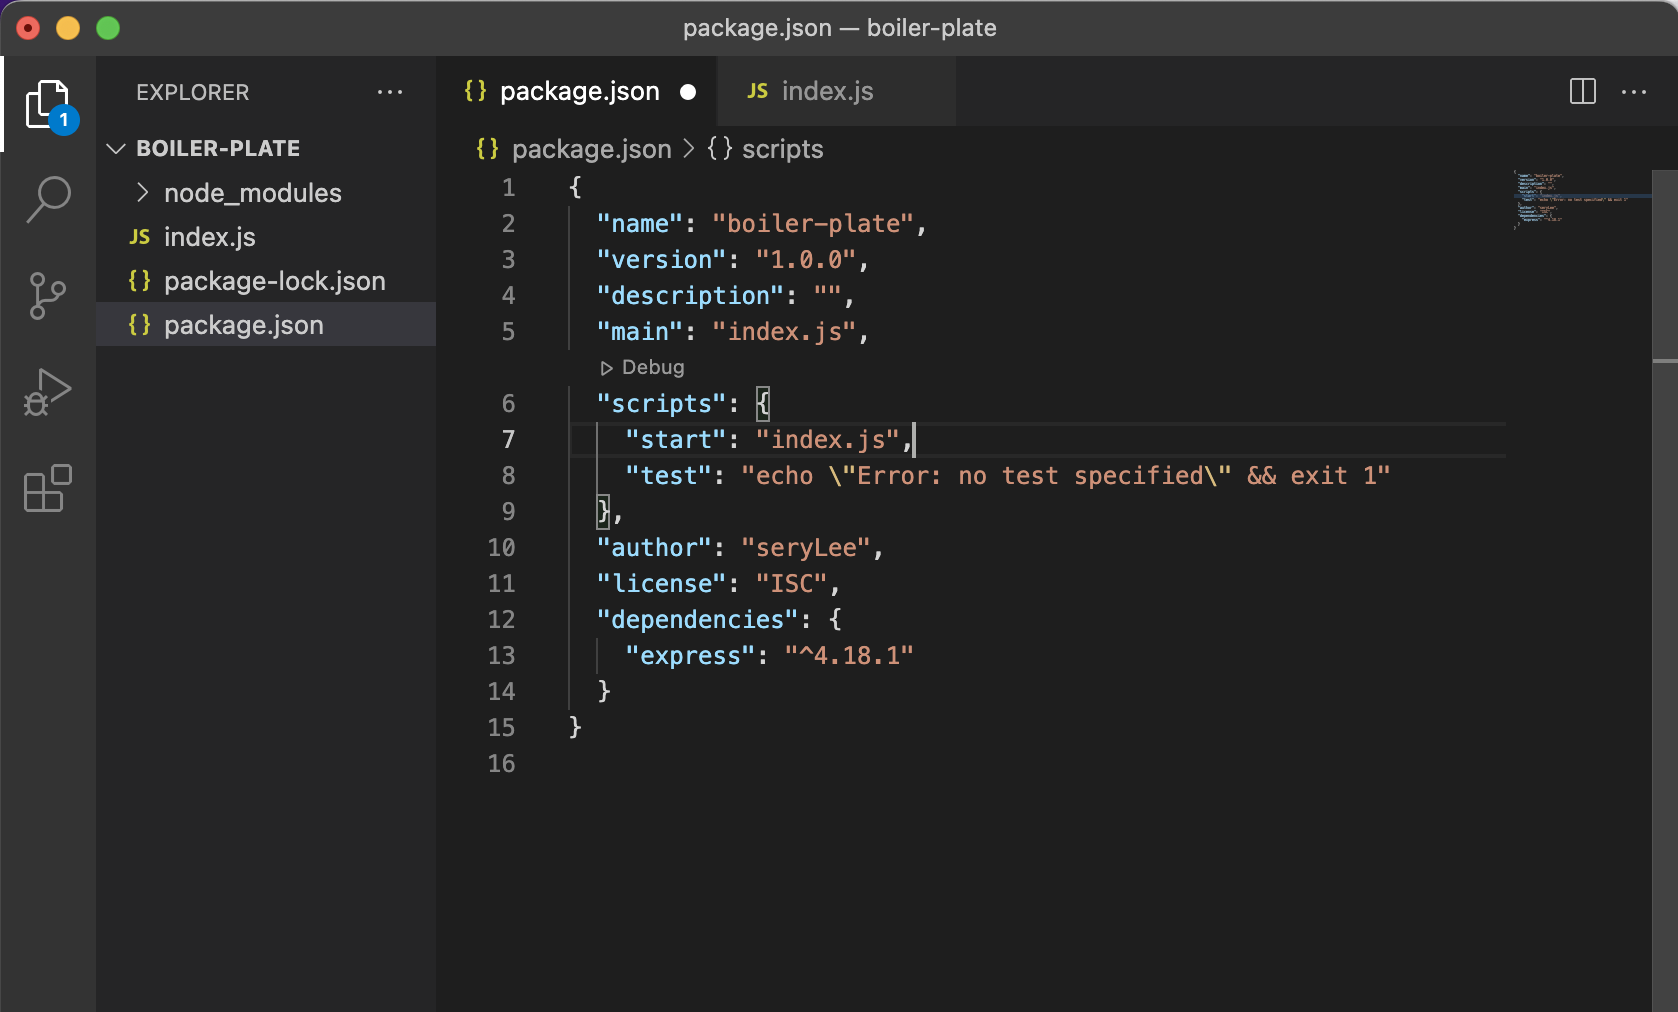 package.json — boiler-plate
EXPLORER
1
BOILER-PLATE
node_modules
JS index.js
{} package-lock.json
{} package.json
{} package.json
JS index.js
{} package.json > {} scripts
1 {
2 "name": "boiler-plate",
3 "version": "1.0.0",
4 "description": "",
5 "main": "index.js",
Debug
6 "scripts": {
7 "start": "index.js",
8 "test": "echo \"Error: no test specified\" && exit 1"
9 },
10 "author": "seryLee",
11 "license": "ISC",
12 "dependencies": {
13 "express": "^4.18.1"
14 }
15 }
16